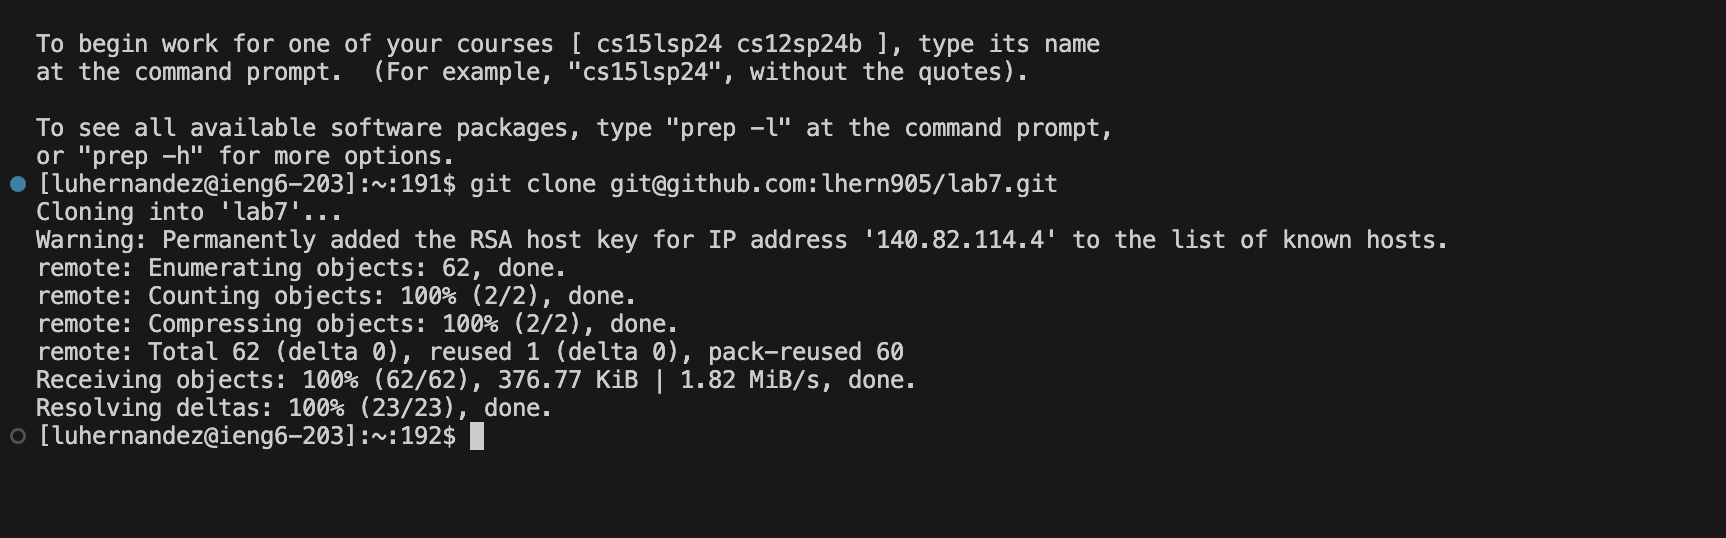 To begin work for one of your courses [ cs15lsp24 cs12sp24b ], type its name
at the command prompt.  (For example, "cs15lsp24", without the quotes).
To see all available software packages, type "prep -l" at the command prompt,
or "prep -h" for more options.
[luhernandez@ieng6-203]:~:191$ git clone git@github.com:lhern905/lab7.git
Cloning into 'lab7'...
Warning: Permanently added the RSA host key for IP address '140.82.114.4' to the list of known hosts.
remote: Enumerating objects: 62, done.
remote: Counting objects: 100% (2/2), done.
remote: Compressing objects: 100% (2/2), done.
remote: Total 62 (delta 0), reused 1 (delta 0), pack-reused 60
Receiving objects: 100% (62/62), 376.77 KiB | 1.82 MiB/s, done.
Resolving deltas: 100% (23/23), done.
[luhernandez@ieng6-203]:~:192$